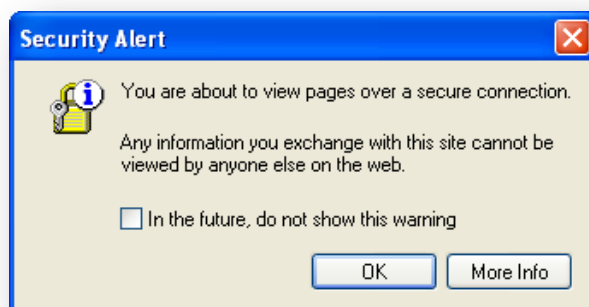 Security Alert
You are about to view pages over a secure connection.
Any information you exchange with this site cannot be
viewed by anyone else on the web.
In the future, do not show this warning
OK
More Info